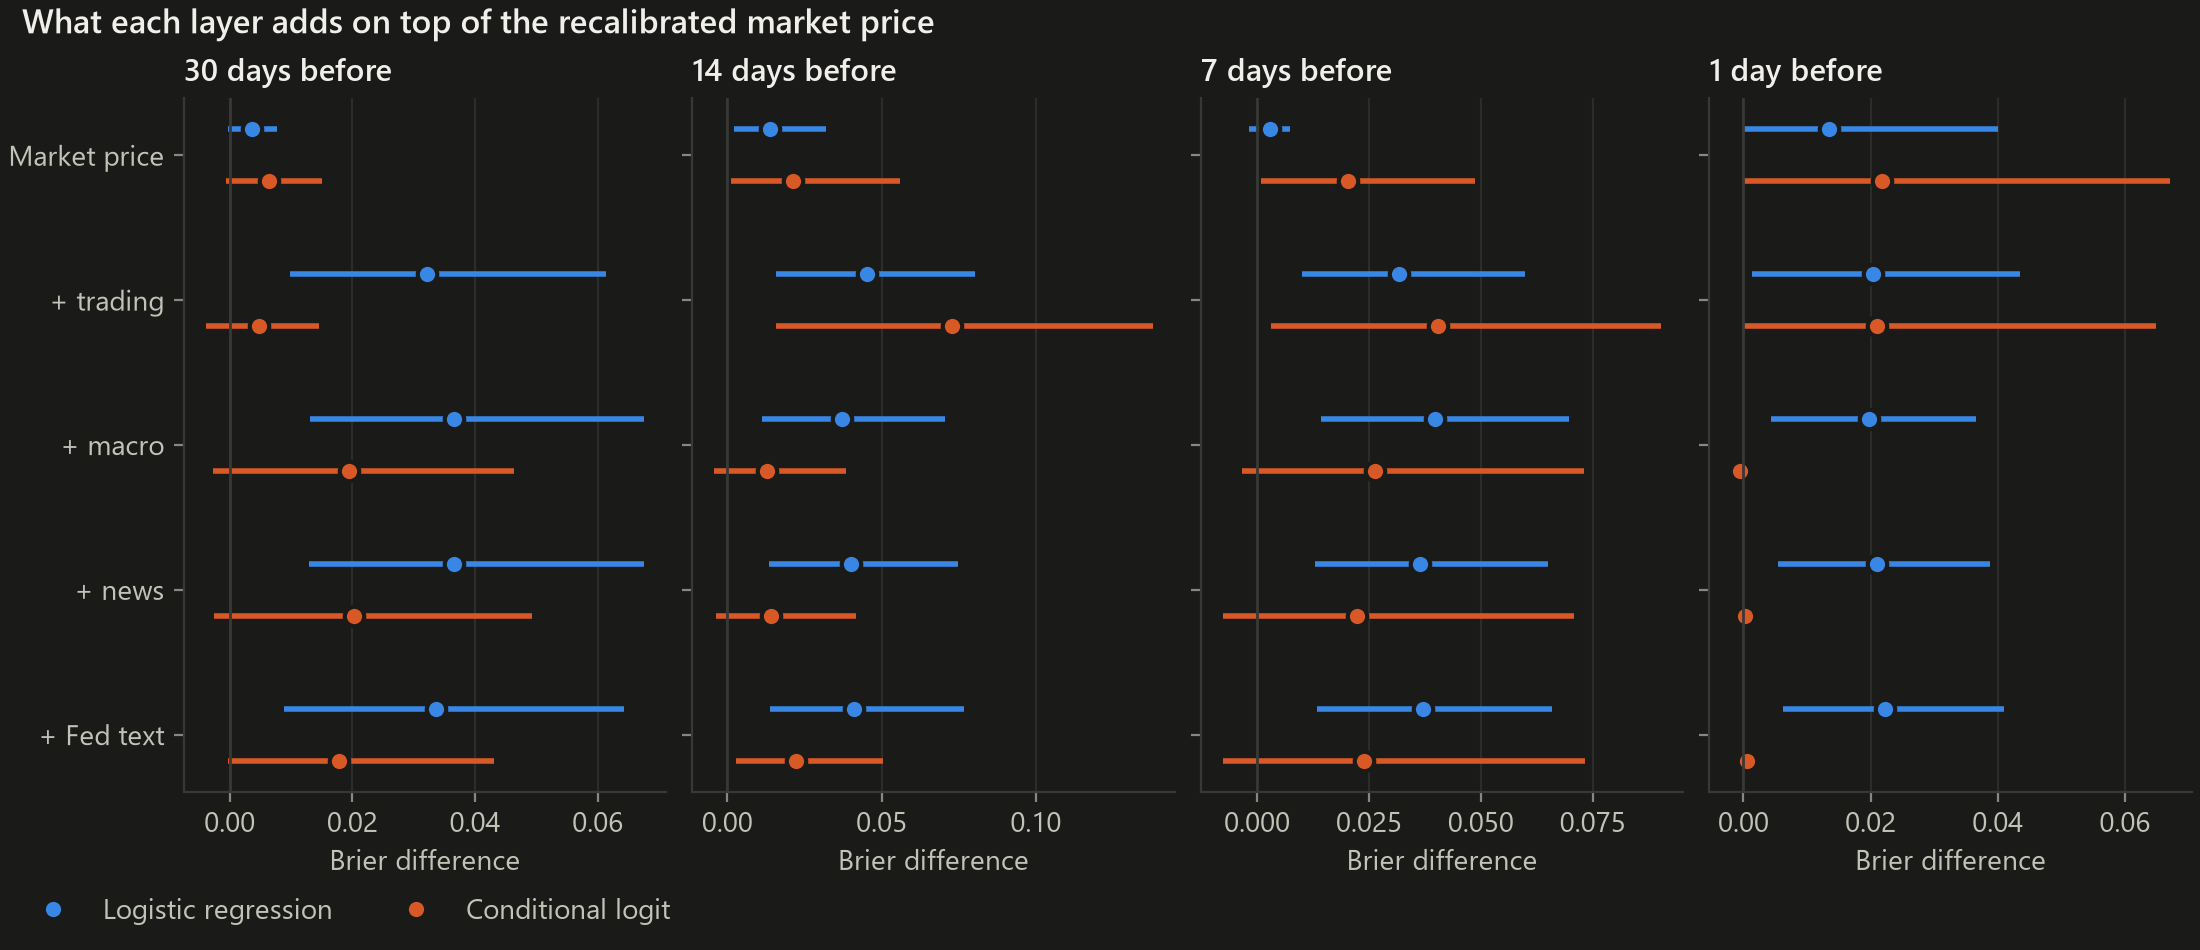 What each layer adds on top of the recalibrated market price
30 days before
14 days before
7 days before
1 day before
Market price
+ trading
+ macro
+ news
+ Fed text
0.00 0.02 0.04 0.06
0.00 0.05 0.10
0.000 0.025 0.050 0.075
0.00 0.02 0.04 0.06
Brier difference
Brier difference
Brier difference
Brier difference
Logistic regression
Conditional logit